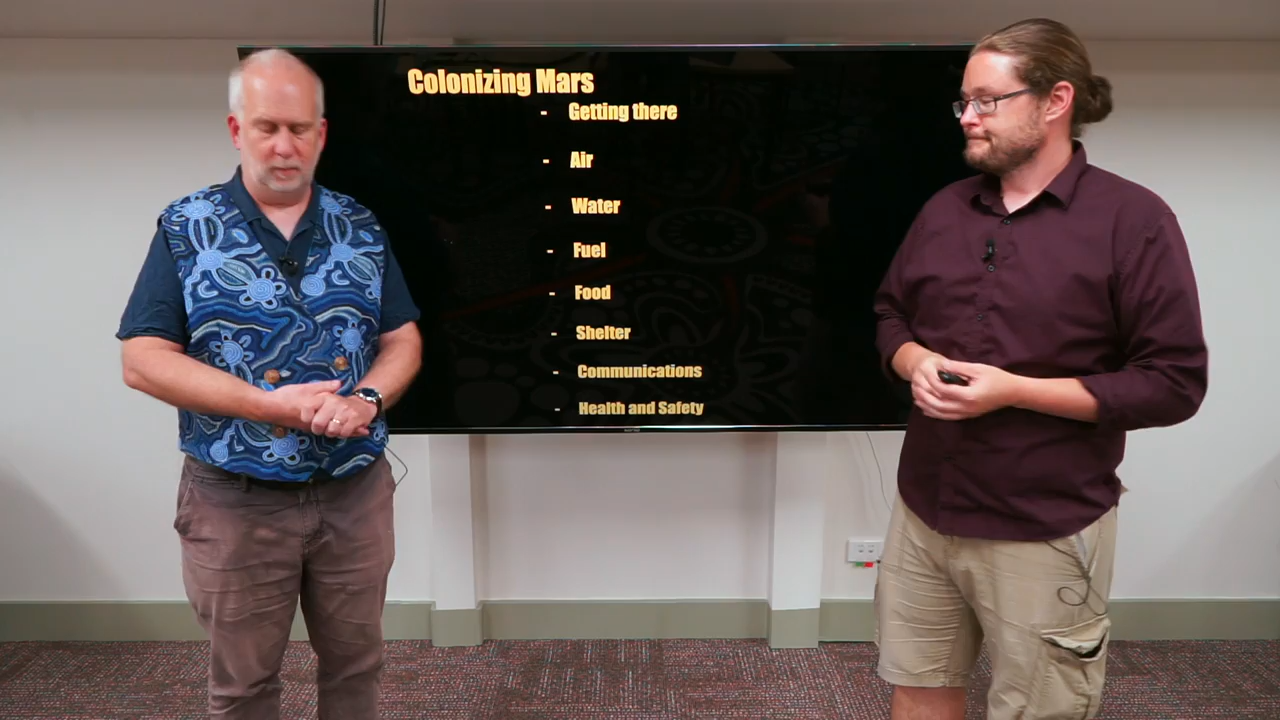 Colonizing Mars
- Getting there
- Air
- Water
- Fuel
- Food
- Shelter
- Communications
- Health and Safety